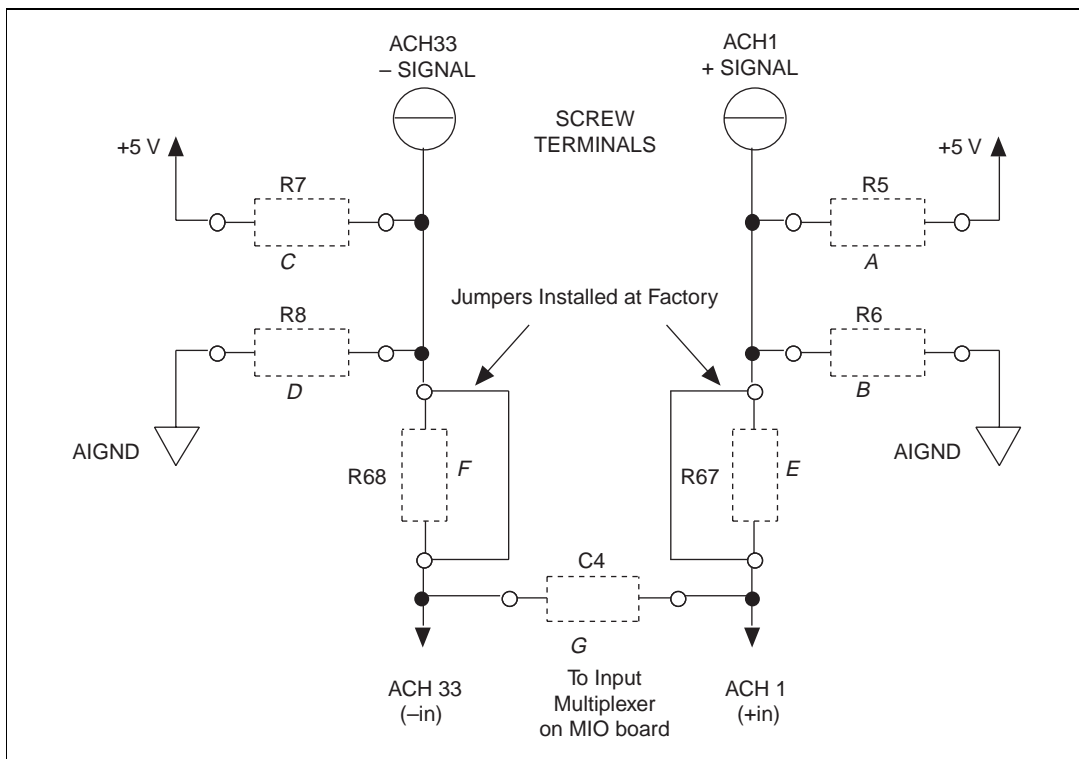 ACH33
– SIGNAL
ACH1
+ SIGNAL
SCREW
TERMINALS
+5 V
R7
C
R5
A
+5 V
Jumpers Installed at Factory
R8
D
R6
B
AIGND
AIGND
R68
F
R67
E
C4
G
To Input
Multiplexer
on MIO board
ACH 33
(–in)
ACH 1
(+in)